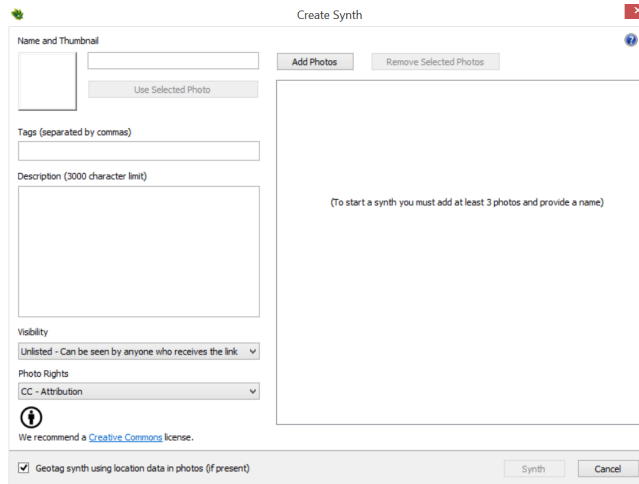 Create Synth
Name and Thumbnail
Use Selected Photo
Tags (separated by commas)
Description (3000 character limit)
Visibility
Unlisted - Can be seen by anyone who receives the link
Photo Rights
CC - Attribution
We recommend a Creative Commons license.
Add Photos
Remove Selected Photos
(To start a synth you must add at least 3 photos and provide a name)
Geotag synth using location data in photos (if present)
Synth
Cancel